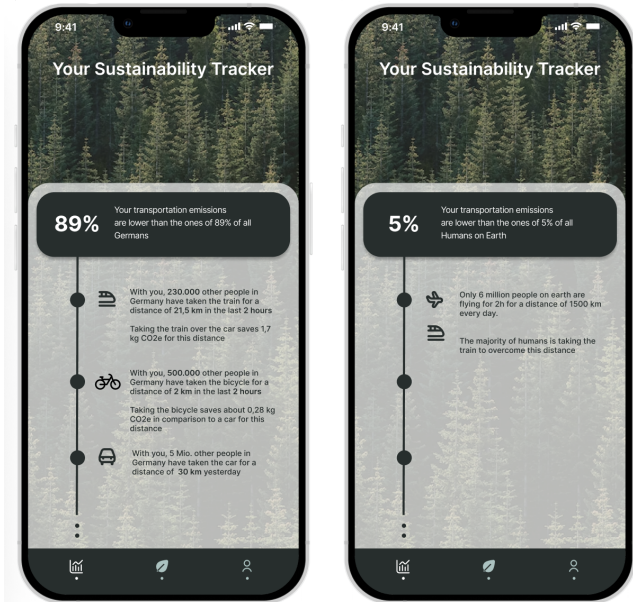 9:41
Your Sustainability Tracker
89%
Your transportation emissions
are lower than the ones of 89% of all
Germans
With you, 230.000 other people in
Germany have taken the train for a
distance of 21,5 km in the last 2 hours
Taking the train over the car saves 1,7
kg CO2e for this distance
With you, 500.000 other people in
Germany have taken the bicycle for a
distance of 2 km in the last 2 hours
Taking the bicycle saves about 0,28 kg
CO2e in comparison to a car for this
distance
With you, 5 Mio. other people in
Germany have taken the car for a
distance of 30 km yesterday
9:41
Your Sustainability Tracker
5%
Your transportation emissions
are lower than the ones of 5% of all
Humans on Earth
Only 6 million people on earth are
flying for 2h for a distance of 1500 km
every day.
The majority of humans is taking the
train to overcome this distance